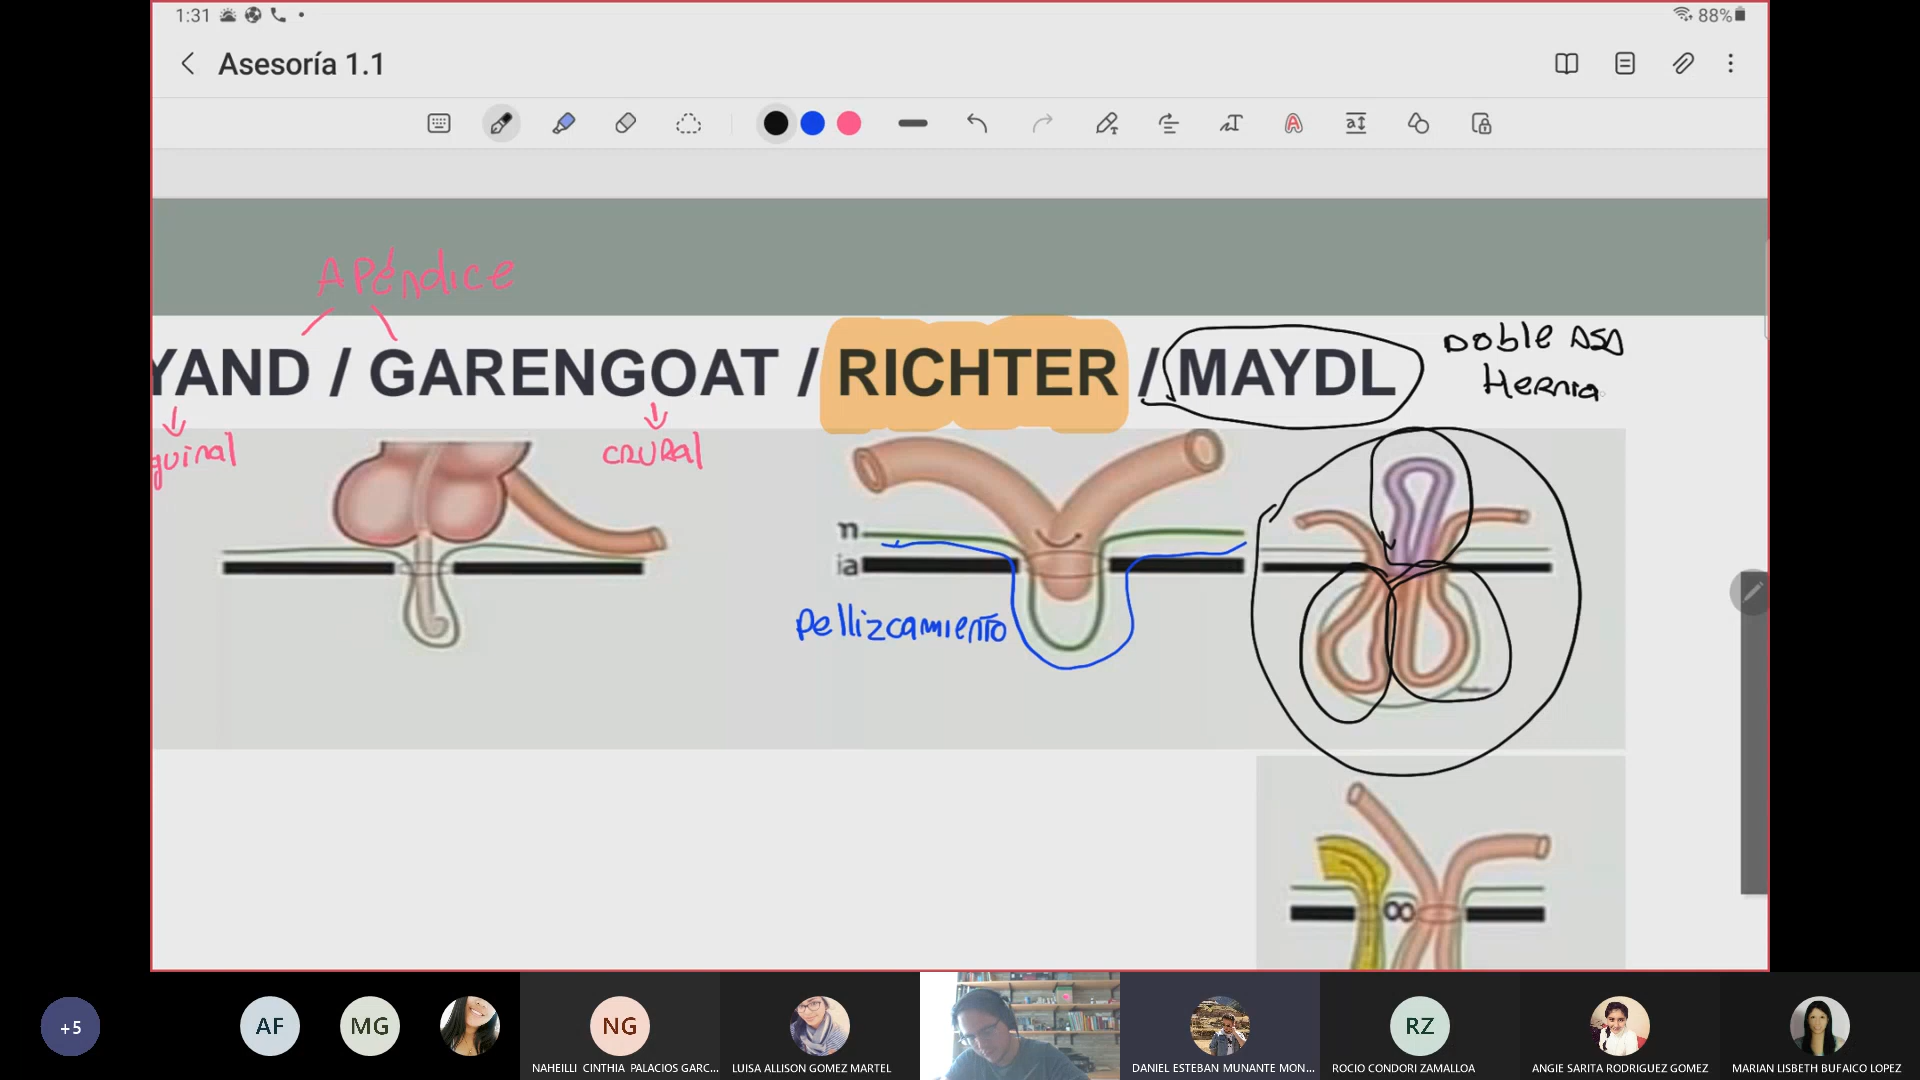 1:31
88%
Asesoría 1.1
Apéndice
YAND / GARENGOAT / RICHTER / MAYDL
Doble ASA
Hernia
guinal
CRURal
n
ia
Pellizcamiento
+5
AF
MG
NG
RZ
NAHEILLI CINTHIA PALACIOS GARC...
LUISA ALLISON GOMEZ MARTEL
DANIEL ESTEBAN MUNANTE MON...
ROCIO CONDORI ZAMALLOA
ANGIE SARITA RODRIGUEZ GOMEZ
MARIAN LISBETH BUFAICO LOPEZ